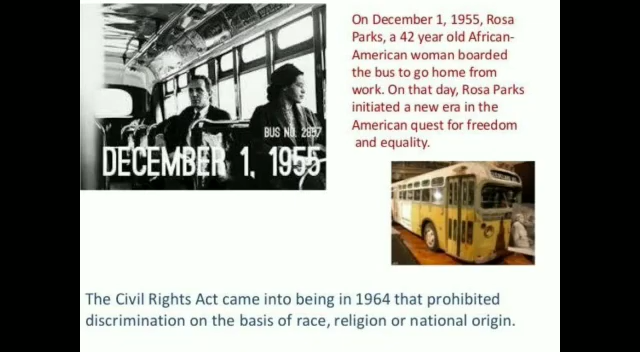 BUS NO. 2857
DECEMBER 1, 1955
On December 1, 1955, Rosa
Parks, a 42 year old African-
American woman boarded
the bus to go home from
work. On that day, Rosa Parks
initiated a new era in the
American quest for freedom
and equality.
The Civil Rights Act came into being in 1964 that prohibited
discrimination on the basis of race, religion or national origin.